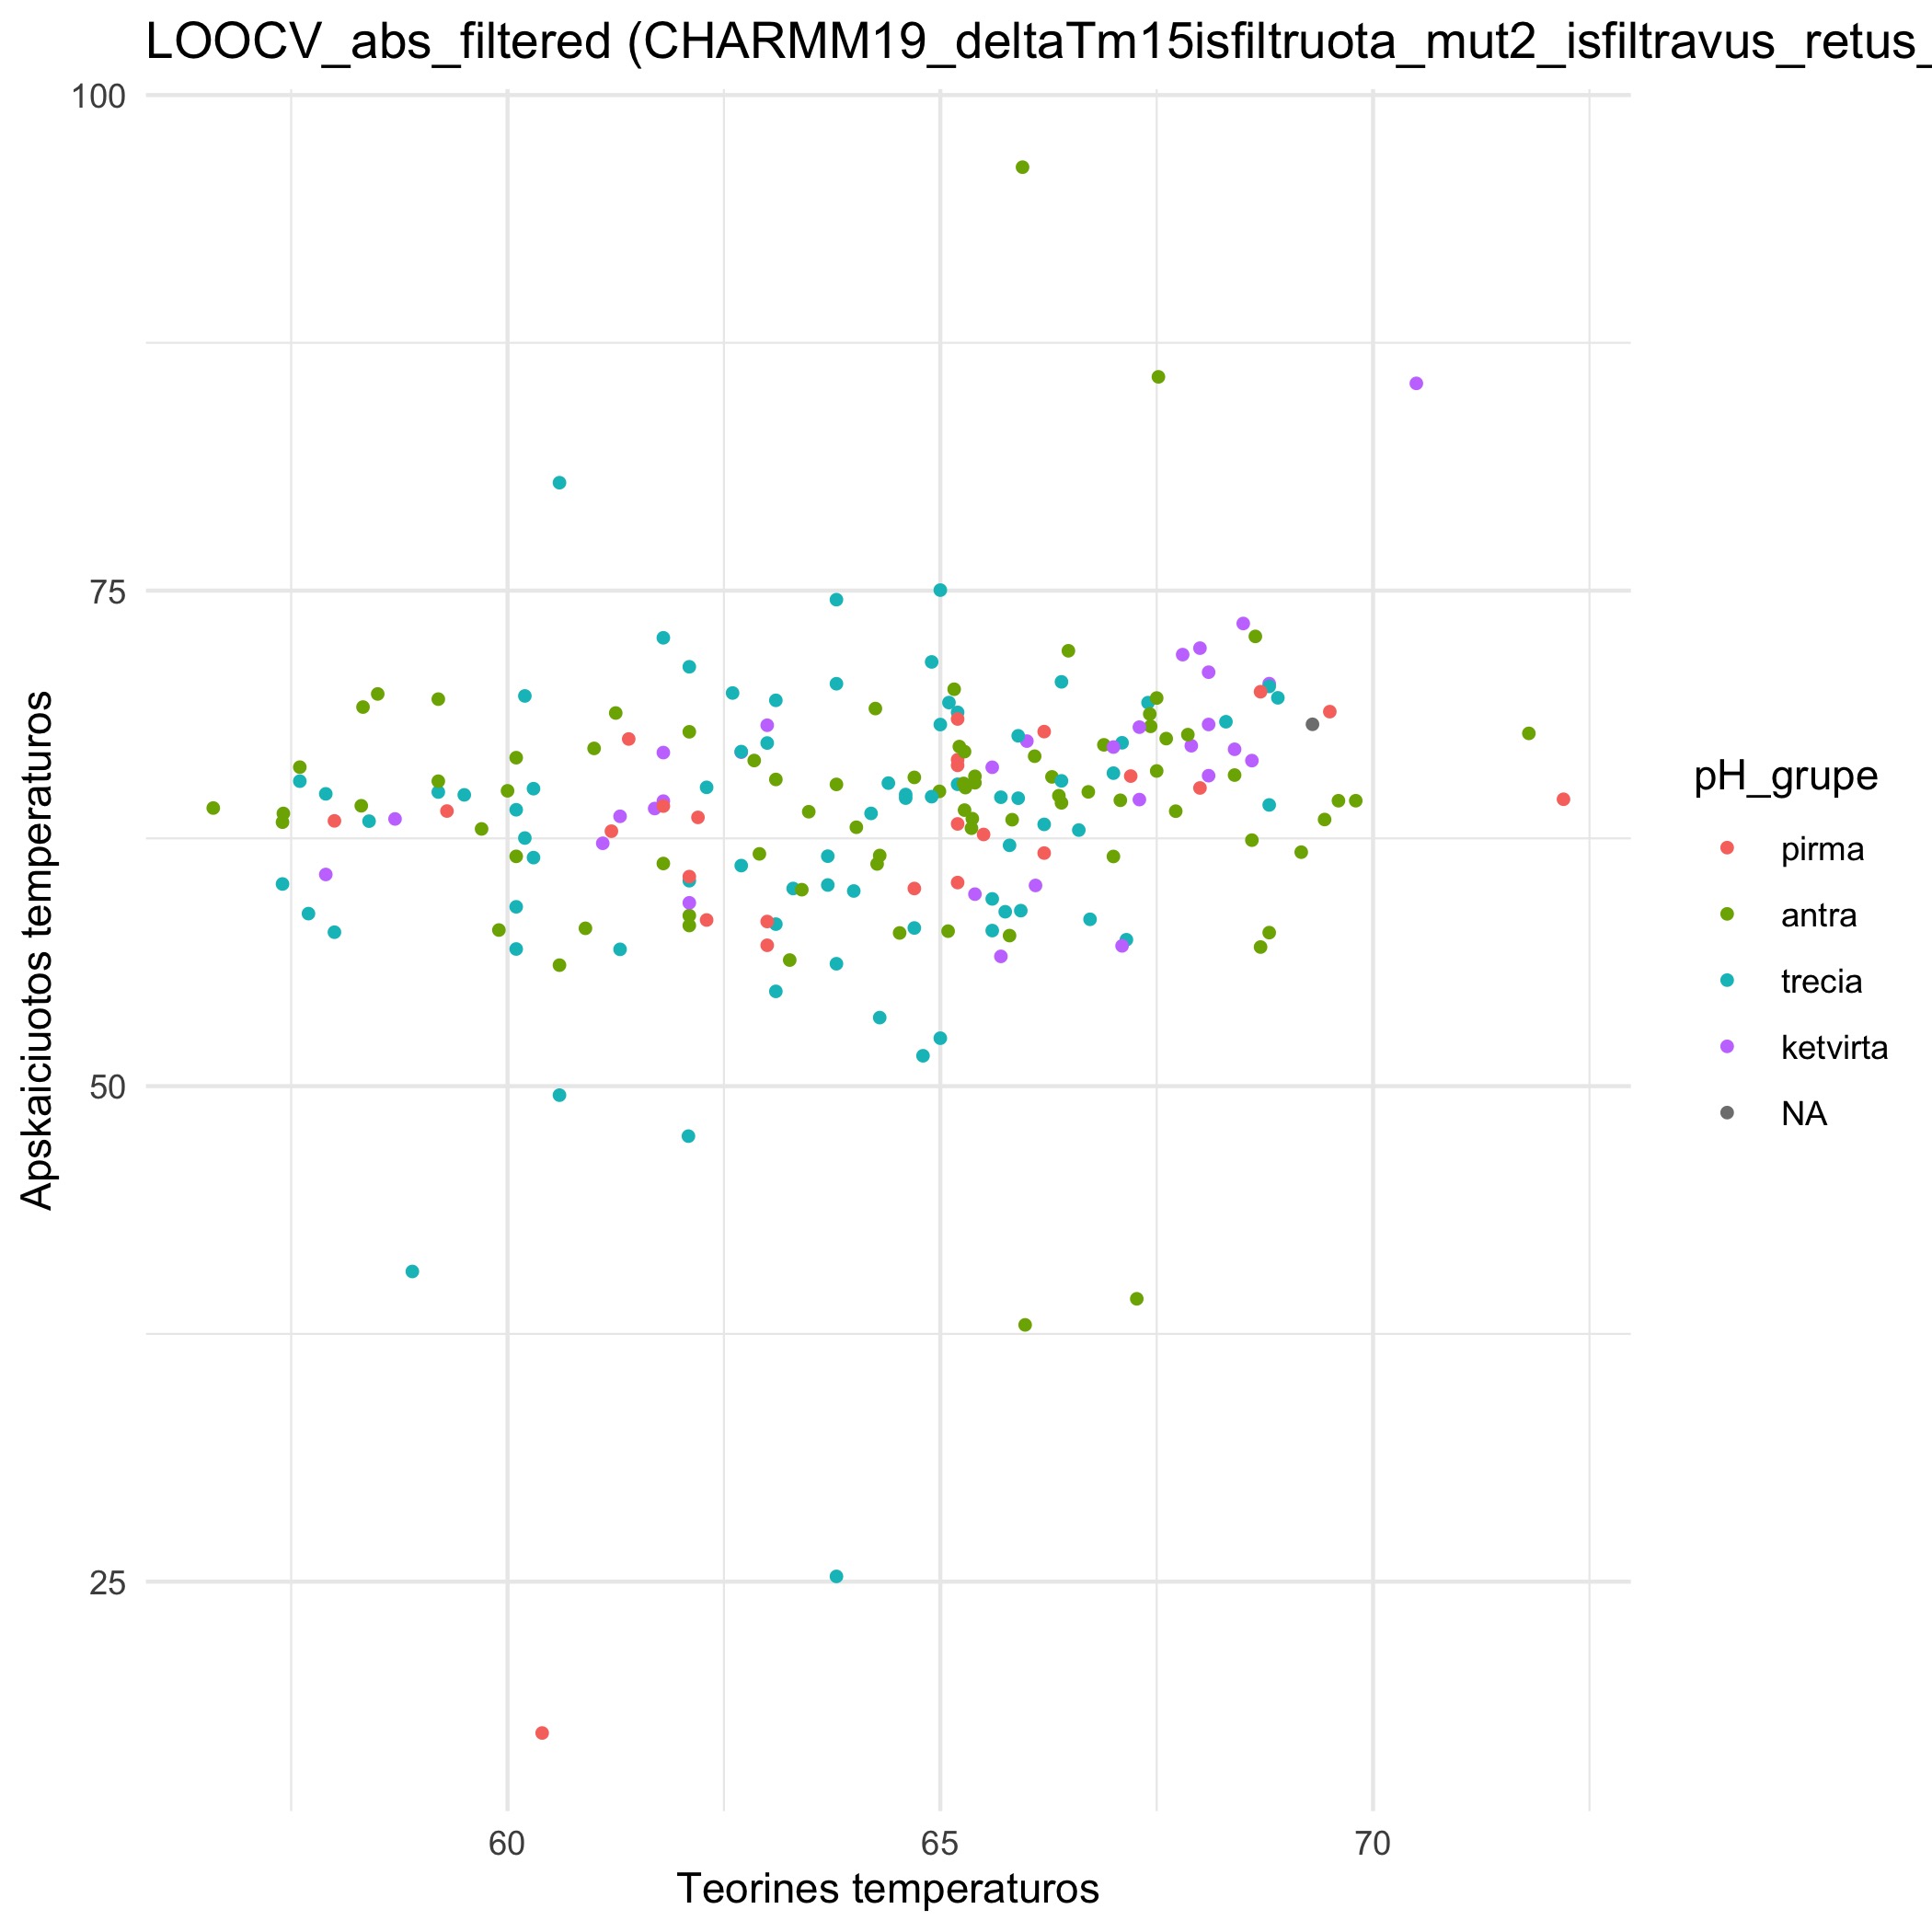 LOOCV_abs_filtered (CHARMM19_deltaTm15isfiltruota_mut2_isfiltravus_retus_
100
75
50
25
Apskaiciuotos temperaturos
60 65 70
Teorines temperaturos
pH_grupe
pirma
antra
trecia
ketvirta
NA